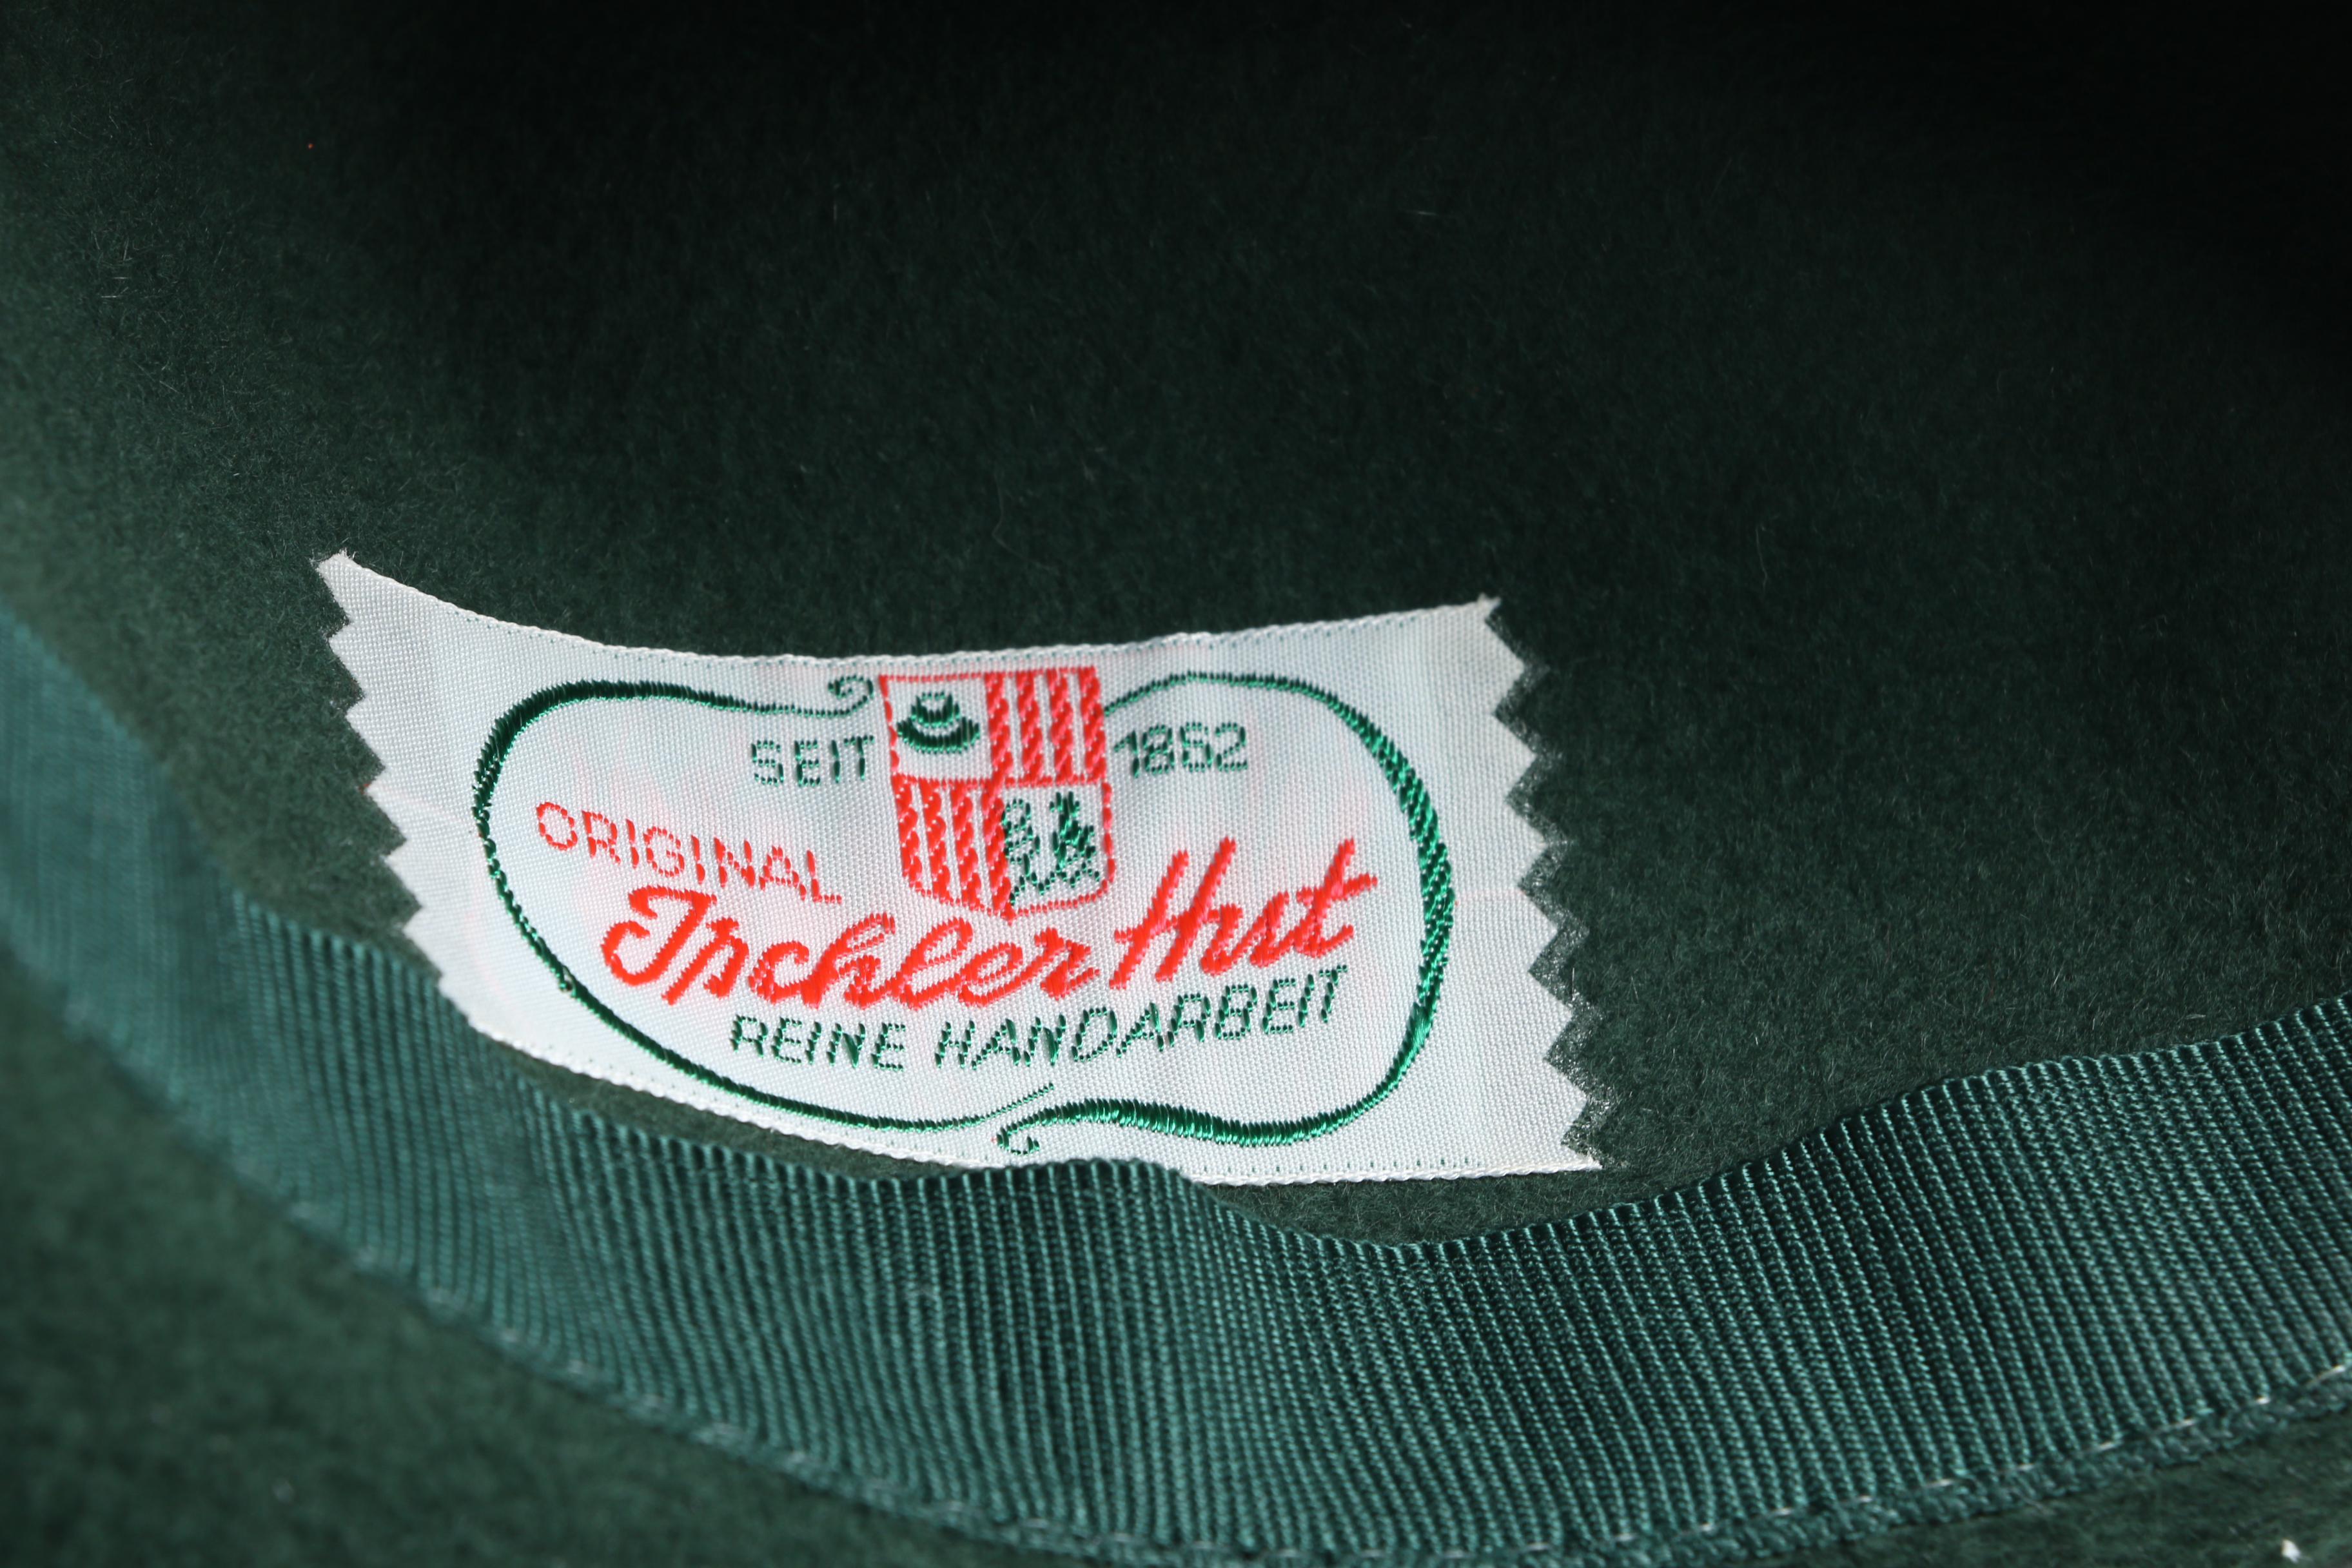 SEIT 1862
ORIGINAL
Ischler Hut
REINE HANDARBEIT